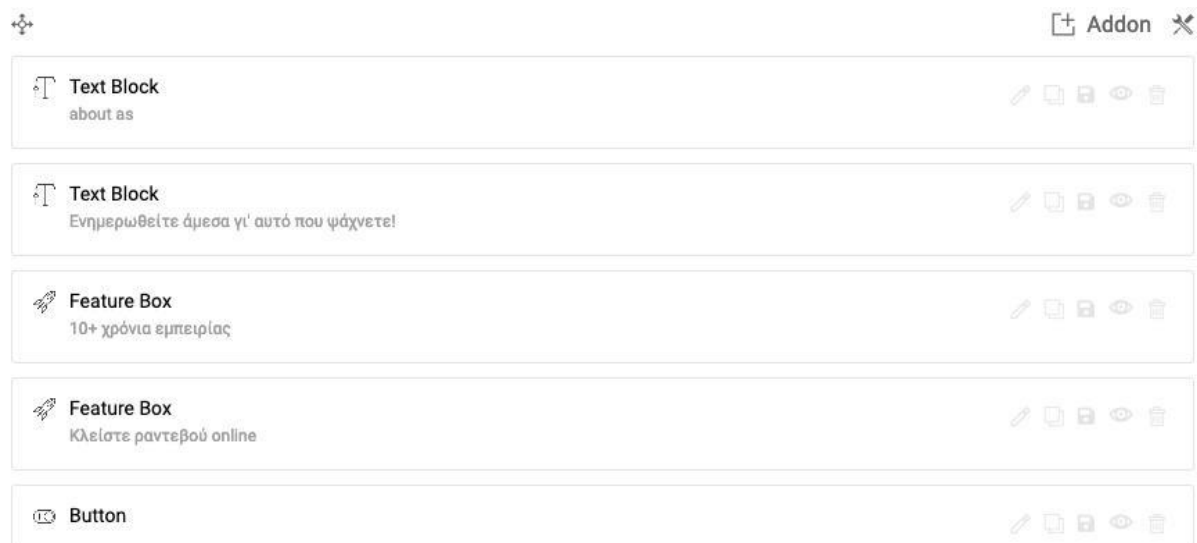 Addon
Text Block
about as
Text Block
Ενημερωθείτε άμεσα γι' αυτό που ψάχνετε!
Feature Box
10+ χρόνια εμπειρίας
Feature Box
Κλείστε ραντεβού online
Button